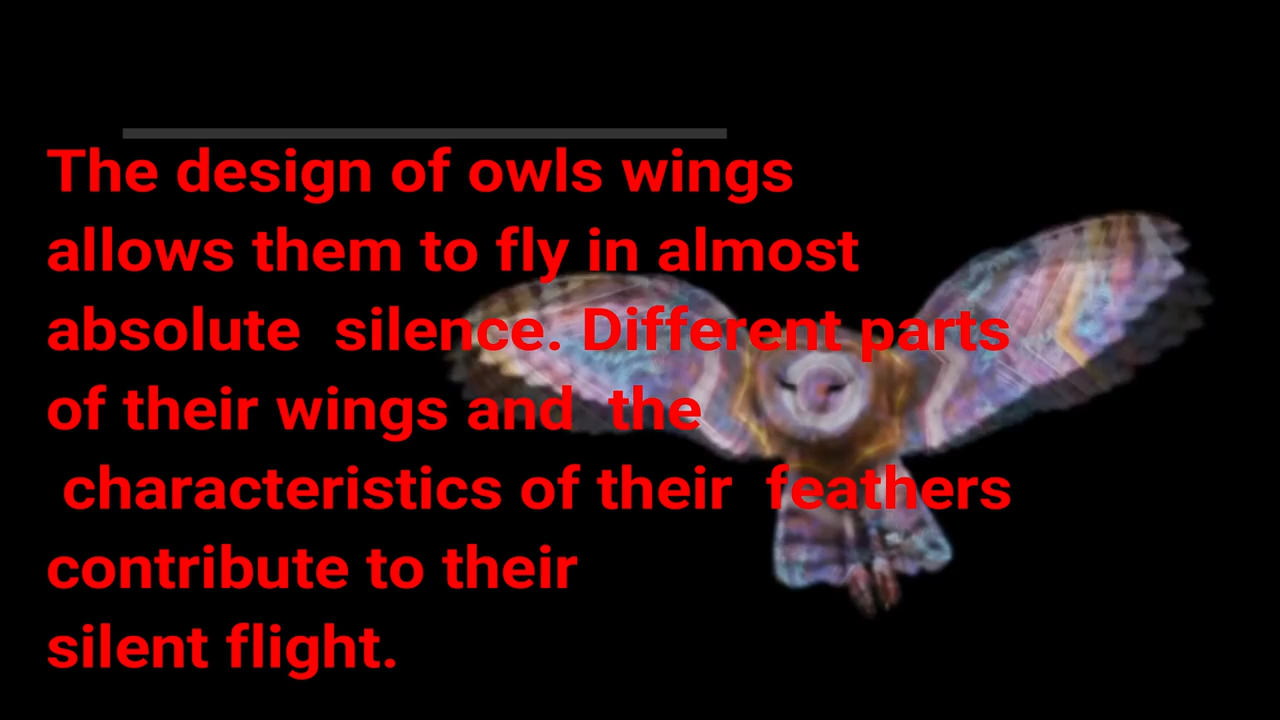 The design of owls wings
allows them to fly in almost
absolute  silence. Different parts
of their wings and  the
characteristics of their  feathers
contribute to their
silent flight.